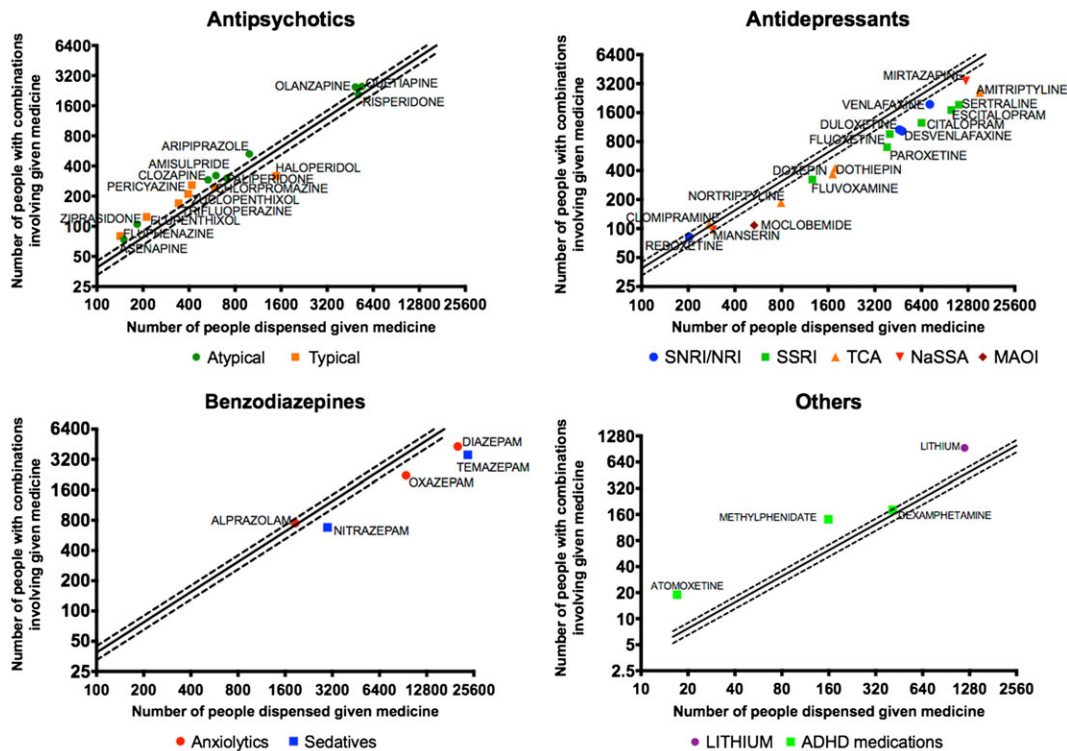 Antipsychotics
Number of people with combinations
involving given medicine
6400
3200
1600
800
400
200
100
50
25
OLANZAPINE
QUETIAPINE
RISPERIDONE
ARIPIPRAZOLE
AMISULPRIDE
CLOZAPINE
HALOPERIDOL
PALIPERIDONE
PERICYAZINE
CHLORPROMAZINE
ZUCLOPENTHIXOL
TRIFLUOPERAZINE
ZIPRASIDONE
FLUPENTHIXOL
FLUPHENAZINE
ASENAPINE
100 200 400 800 1600 3200 6400 12800 25600
Number of people dispensed given medicine
Atypical Typical
Antidepressants
Number of people with combinations
involving given medicine
6400
3200
1600
800
400
200
100
50
25
MIRTAZAPINE
AMITRIPTYLINE
VENLAFAXINE
SERTRALINE
ESCITALOPRAM
DULOXETINE
CITALOPRAM
FLUOXETINE
DESVENLAFAXINE
PAROXETINE
DOXEPIN
DOTHIEPIN
FLUVOXAMINE
NORTRIPTYLINE
CLOMIPRAMINE
MOCLOBEMIDE
MIANSERIN
REBOXETINE
100 200 400 800 1600 3200 6400 12800 25600
Number of people dispensed given medicine
SNRI/NRI SSRI TCA NaSSA MAOI
Benzodiazepines
Number of people with combinations
involving given medicine
6400
3200
1600
800
400
200
100
50
25
DIAZEPAM
TEMAZEPAM
OXAZEPAM
ALPRAZOLAM
NITRAZEPAM
100 200 400 800 1600 3200 6400 12800 25600
Number of people dispensed given medicine
Anxiolytics Sedatives
Others
Number of people with combinations
involving given medicine
1280
640
320
160
80
40
20
10
5
2.5
LITHIUM
METHYLPHENIDATE
DEXAMPHETAMINE
ATOMOXETINE
10 20 40 80 160 320 640 1280 2560
Number of people dispensed given medicine
LITHIUM ADHD medications